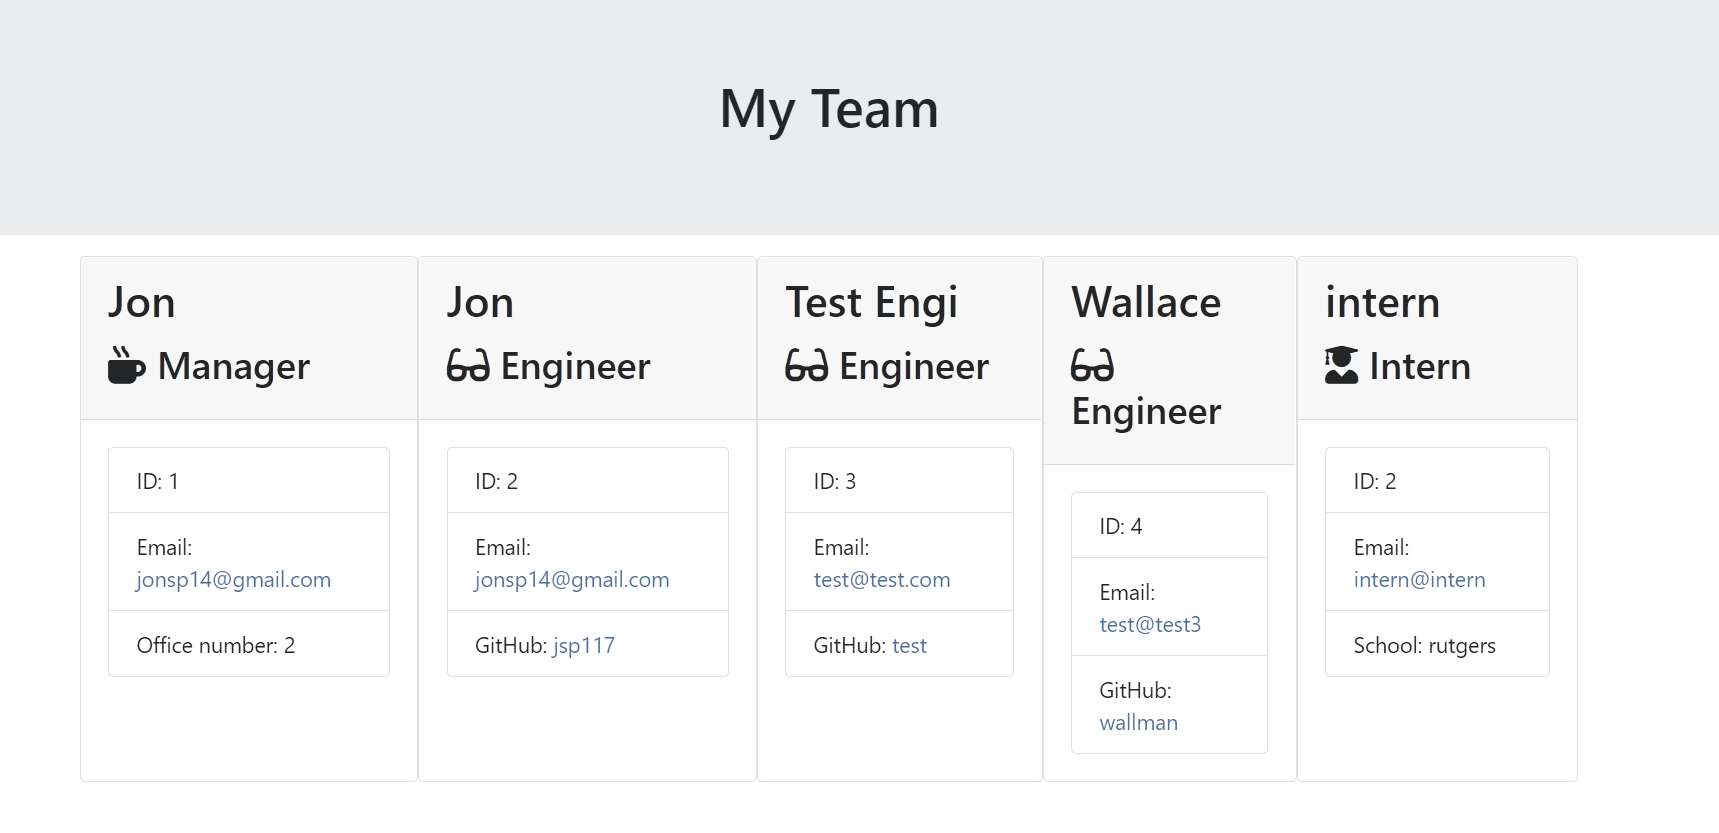 My Team
Jon
Manager
ID: 1
Email:
jonsp14@gmail.com
Office number: 2
Jon
Engineer
ID: 2
Email:
jonsp14@gmail.com
GitHub: jsp117
Test Engi
Engineer
ID: 3
Email:
test@test.com
GitHub: test
Wallace
Engineer
ID: 4
Email:
test@test3
GitHub:
wallman
intern
Intern
ID: 2
Email:
intern@intern
School: rutgers